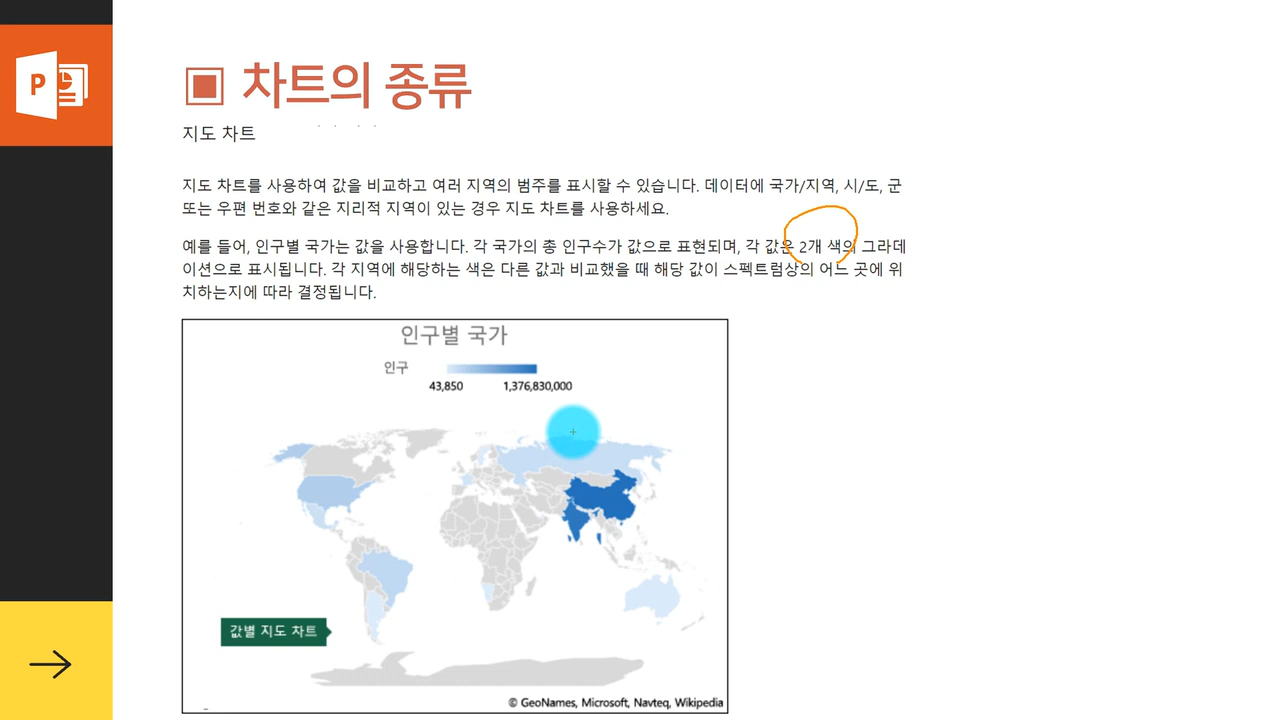 P
차트의 종류
지도 차트
지도 차트를 사용하여 값을 비교하고 여러 지역의 범주를 표시할 수 있습니다. 데이터에 국가/지역, 시/도, 군
또는 우편 번호와 같은 지리적 지역이 있는 경우 지도 차트를 사용하세요.
예를 들어, 인구별 국가는 값을 사용합니다. 각 국가의 총 인구수가 값으로 표현되며, 각 값은 2개 색의 그라데
이션으로 표시됩니다. 각 지역에 해당하는 색은 다른 값과 비교했을 때 해당 값이 스펙트럼상의 어느 곳에 위
치하는지에 따라 결정됩니다.
인구별 국가
인구
43,850 1,376,830,000
값별 지도 차트
© GeoNames, Microsoft, Navteq, Wikipedia